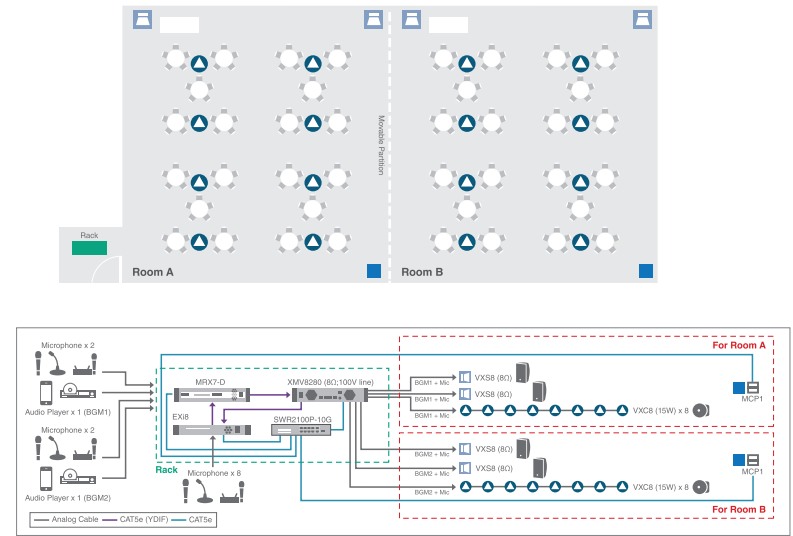 Movable Partition
Rack
Room A
Room B
For Room A
Microphone x 2
MRX7-D
XMV8280 (8Ω;100V line)
BGM1 + Mic
VXS8 (8Ω)
BGM1 + Mic
VXS8 (8Ω)
MCP1
Audio Player x 1 (BGM1)
EXi8
SWR2100P-10G
BGM1 + Mic
VXC8 (15W) x 8
Microphone x 2
BGM2 + Mic
VXS8 (8Ω)
Rack
Microphone x 8
BGM2 + Mic
VXS8 (8Ω)
MCP1
Audio Player x 1 (BGM2)
BGM2 + Mic
VXC8 (15W) x 8
For Room B
Analog Cable
CAT5e (YDIF)
CAT5e